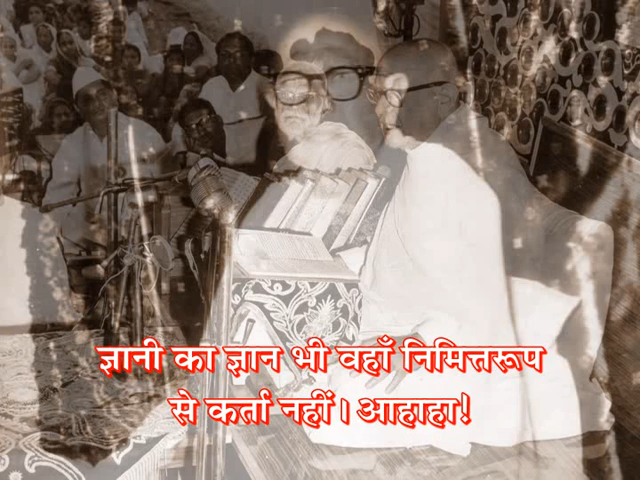 ज्ञानी का ज्ञान भी वहाँ निमित्तरूप
से कर्ता नहीं। आहाहा!